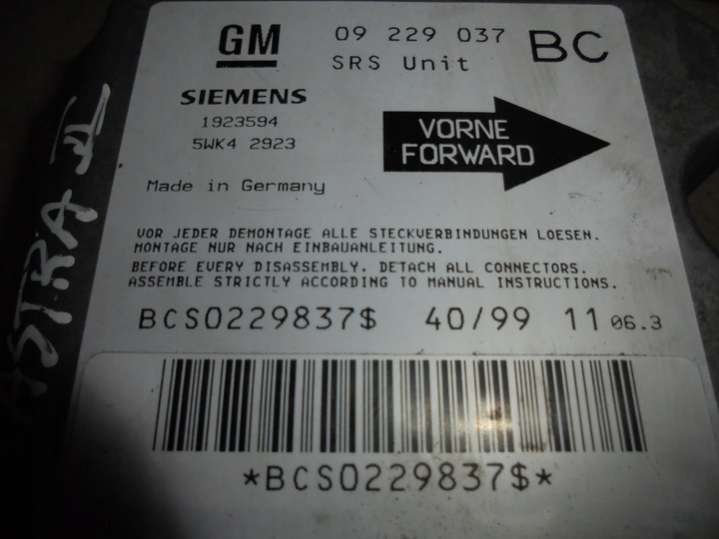 GM 09 229 037 BC
SRS Unit
SIEMENS
1923594
5WK4 2923
VORNE
FORWARD
Made in Germany
VOR JEDER DEMONTAGE ALLE STECKVERBINDUNGEN LOESEN.
MONTAGE NUR NACH EINBAUANLEITUNG.
BEFORE EVERY DISASSEMBLY. DETACH ALL CONNECTORS.
ASSEMBLE STRICTLY ACCORDING TO MANUAL INSTRUCTIONS.
BCS0229837$ 40/99 11 06.3
*BCS0229837$*
ASTRA II